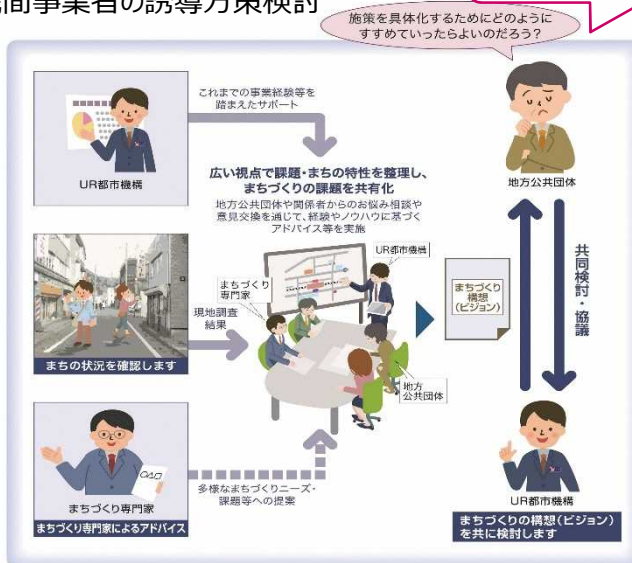 間事業者の誘導方策検討
施策を具体化するためにどのように
すすめていったらよいのだろう？
これまでの事業経験等を
踏まえたサポート
UR都市機構
地方公共団体
広い視点で課題・まちの特性を整理し、
まちづくりの課題を共有化
地方公共団体や関係者からのお悩み相談や
意見交換を通じて、経験やノウハウに基づく
アドバイス等を実施
UR都市機構
まちづくり
専門家
現地調査
結果
まちづくり
構想
(ビジョン)
共同検討・協議
まちの状況を確認します
地方
公共団体
多様なまちづくりニーズ・
課題等への提案
まちづくり専門家
まちづくり専門家によるアドバイス
UR都市機構
まちづくりの構想(ビジョン)
を共に検討します